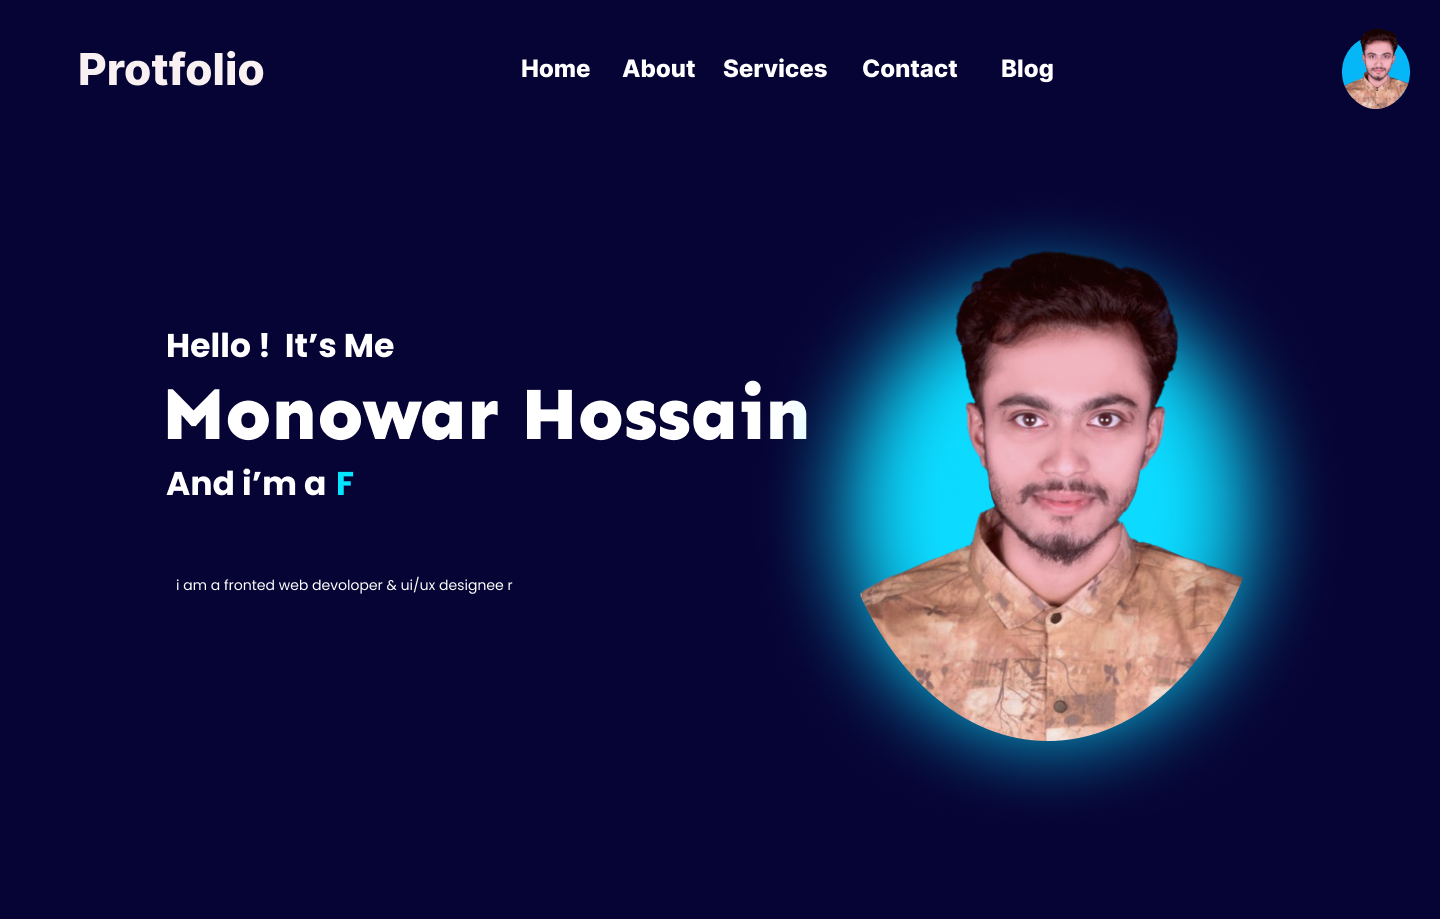 Protfolio
Home About Services Contact Blog
Hello ! It’s Me
Monowar Hossain
And i’m a F
i am a fronted web devoloper & ui/ux designee r